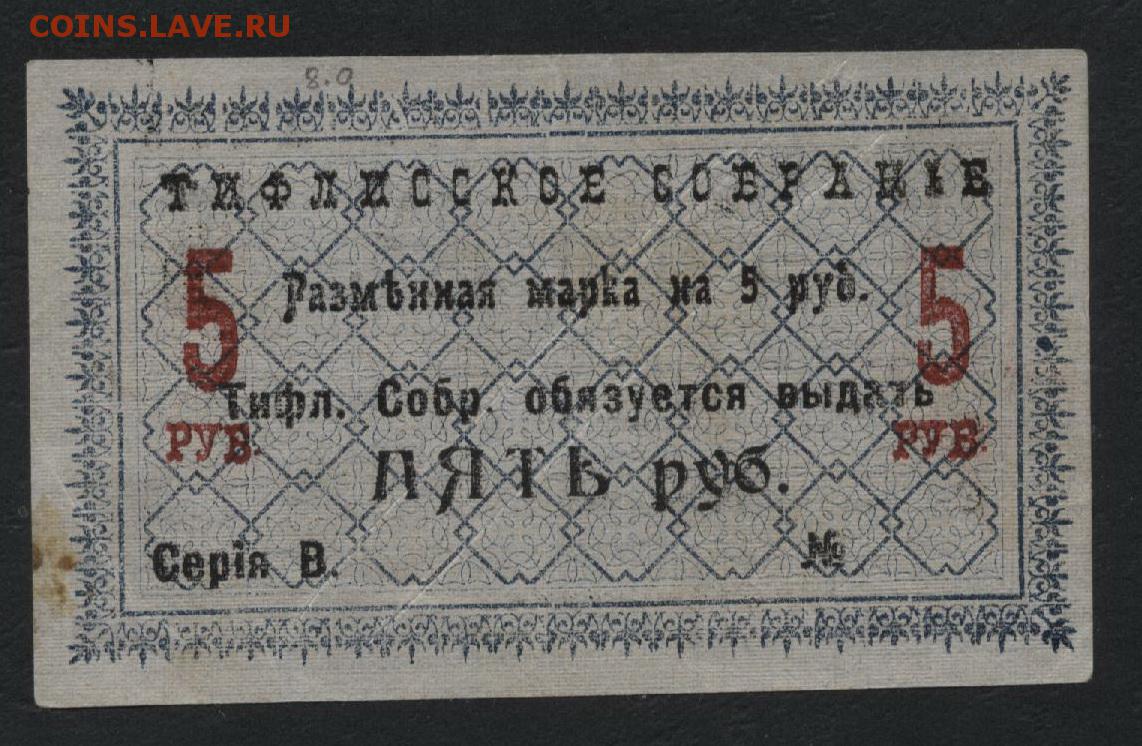 COINS.LAVE.RU
8.0
ТИФЛИССКОЕ СОБРАНІЕ
5 Размѣнная марка на 5 руб. 5
Тифл. Собр. обязуется выдать
РУБ. ПЯТЬ руб. РУБ.
Серія В. №